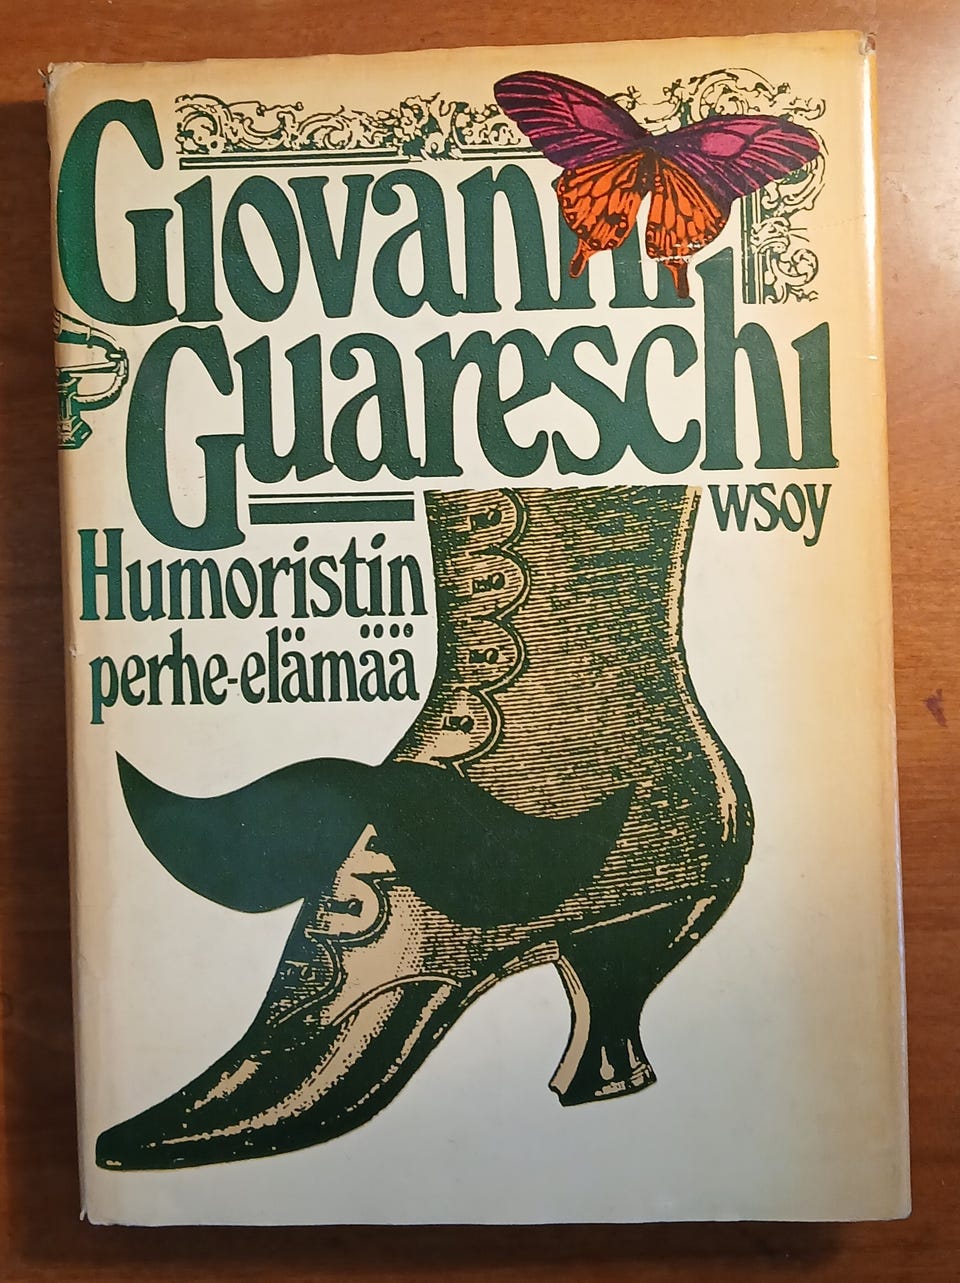 Giovanni
Guareschi
wsoy
Humoristin
perhe-elämää